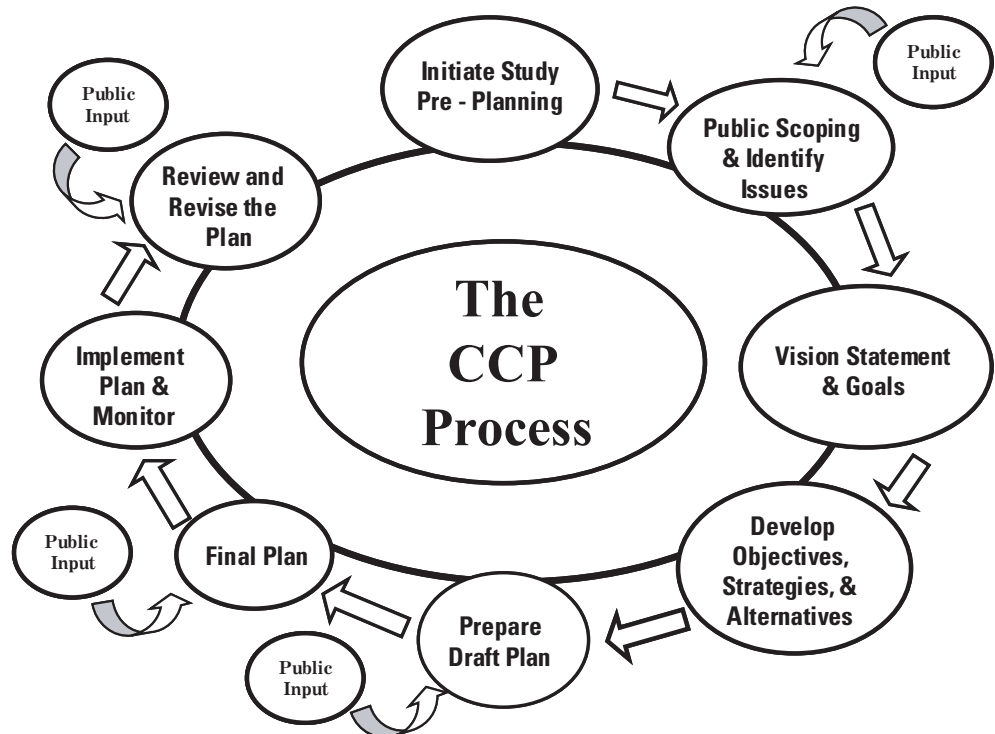 Initiate Study
Pre - Planning
Public
Input
Public Scoping
& Identify
Issues
Vision Statement
& Goals
Develop
Objectives,
Strategies, &
Alternatives
Prepare
Draft Plan
Public
Input
Final Plan
Public
Input
Implement
Plan &
Monitor
Review and
Revise the
Plan
Public
Input
The
CCP
Process